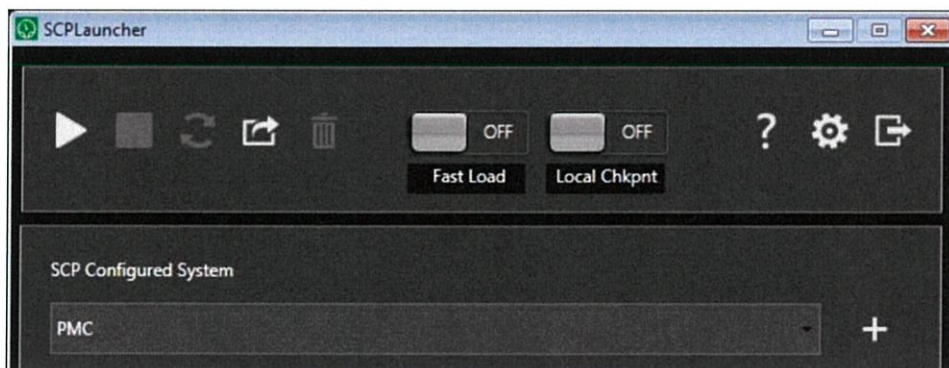 SCPLauncher
OFF
OFF
Fast Load
Local Chkpnt
?
SCP Configured System
PMC
+